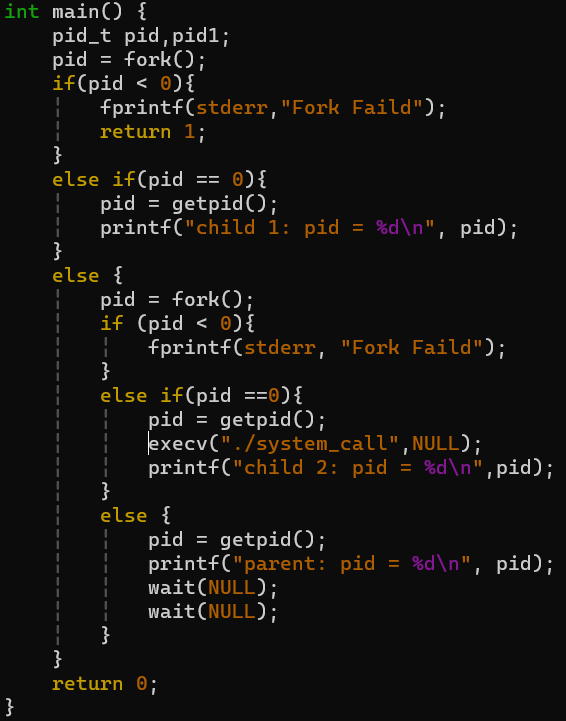 int main() {
    pid_t pid,pid1;
    pid = fork();
    if(pid < 0){
        fprintf(stderr,"Fork Faild");
        return 1;
    }
    else if(pid == 0){
        pid = getpid();
        printf("child 1: pid = %d\n", pid);
    }
    else {
        pid = fork();
        if (pid < 0){
            fprintf(stderr, "Fork Faild");
        }
        else if(pid ==0){
            pid = getpid();
            execv("./system_call",NULL);
            printf("child 2: pid = %d\n",pid);
        }
        else {
            pid = getpid();
            printf("parent: pid = %d\n", pid);
            wait(NULL);
            wait(NULL);
        }
    }
    return 0;
}